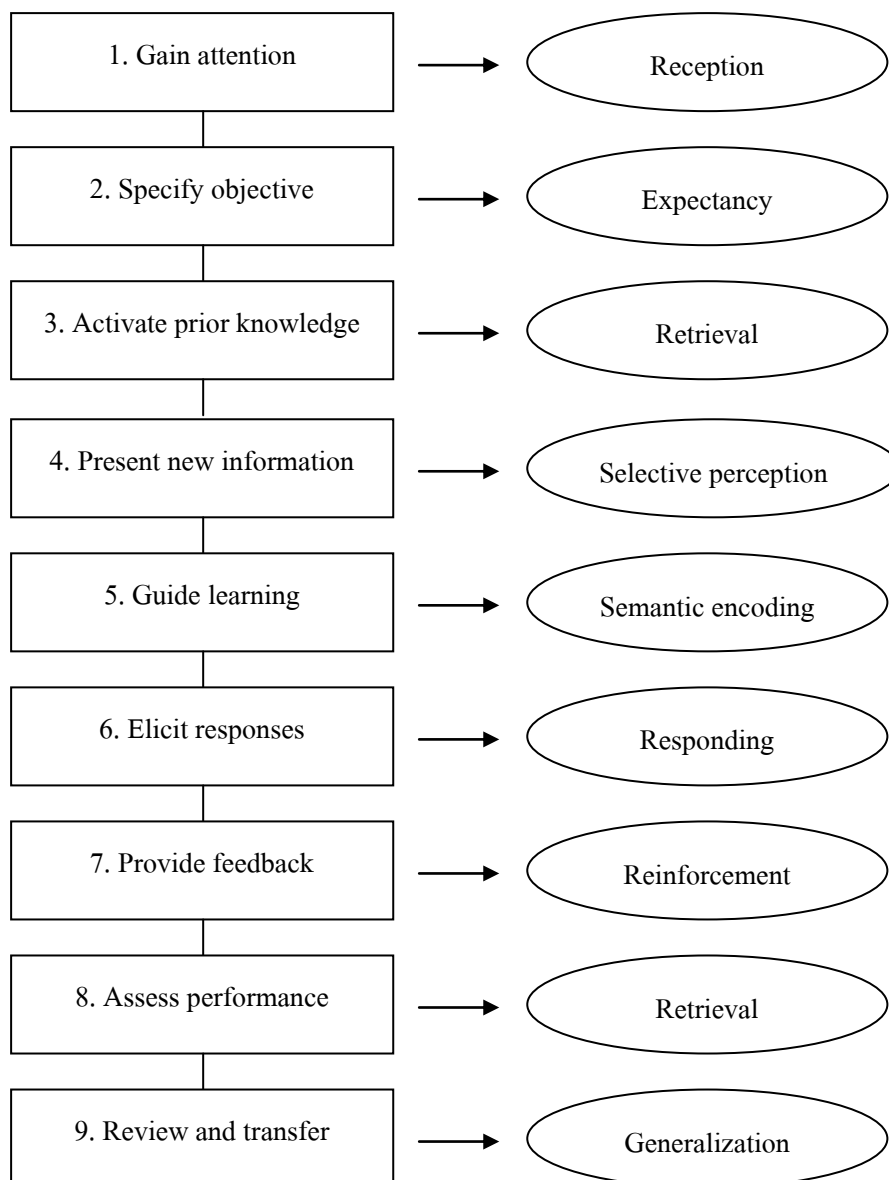 1. Gain attention
Reception
2. Specify objective
Expectancy
3. Activate prior knowledge
Retrieval
4. Present new information
Selective perception
5. Guide learning
Semantic encoding
6. Elicit responses
Responding
7. Provide feedback
Reinforcement
8. Assess performance
Retrieval
9. Review and transfer
Generalization